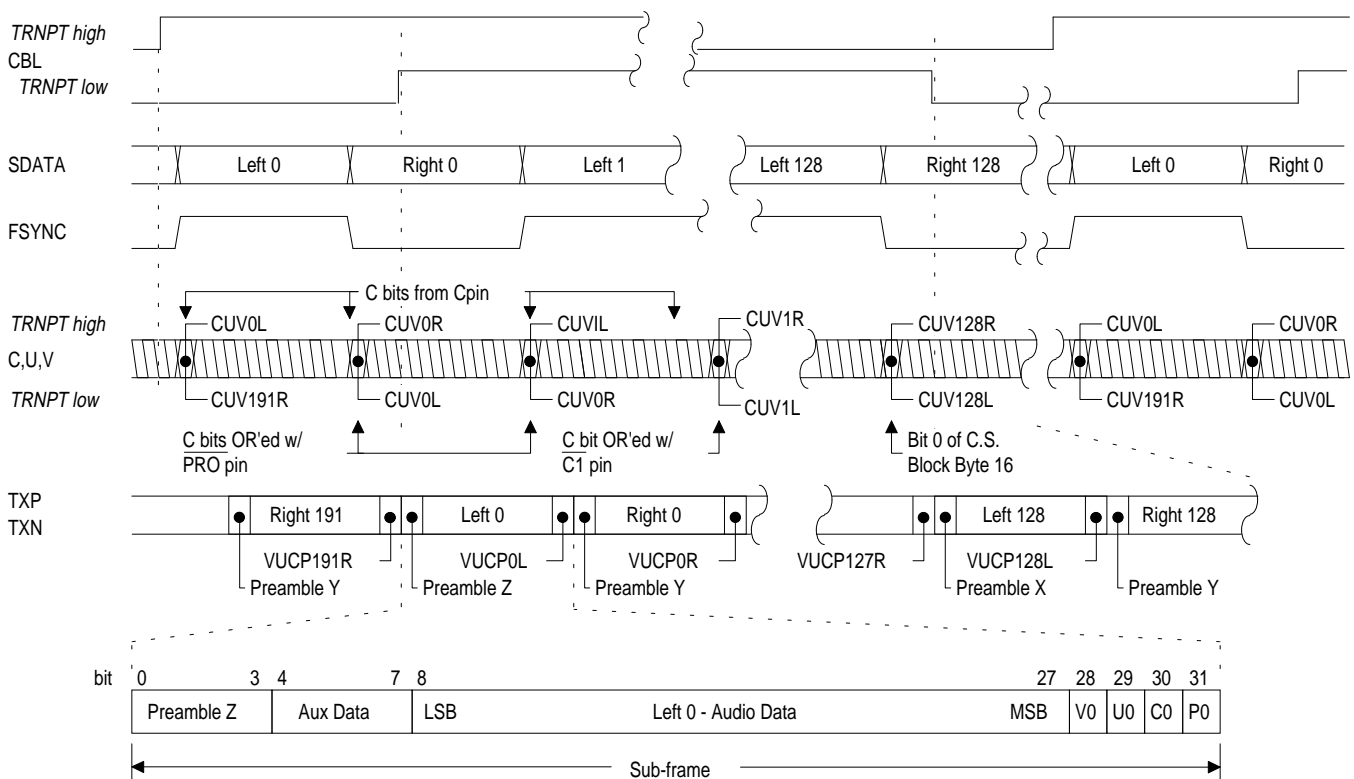 TRNPT high
CBL
TRNPT low
SDATA Left 0 Right 0 Left 1 Left 128 Right 128 Left 0 Right 0
FSYNC
C bits from Cpin
TRNPT high CUV0L CUV0R CUVIL CUV1R CUV128R CUV0L CUV0R
C,U,V
TRNPT low CUV191R CUV0L CUV0R CUV1L CUV128L CUV191R CUV0L
C bits OR'ed w/ C bit OR'ed w/ Bit 0 of C.S.
PRO pin C1 pin Block Byte 16
TXP
TXN Right 191 Left 0 Right 0 Left 128 Right 128
VUCP191R VUCP0L VUCP0R VUCP127R VUCP128L
Preamble Y Preamble Z Preamble Y Preamble X Preamble Y
bit 0 3 4 7 8 27 28 29 30 31
Preamble Z Aux Data LSB Left 0 - Audio Data MSB V0 U0 C0 P0
Sub-frame